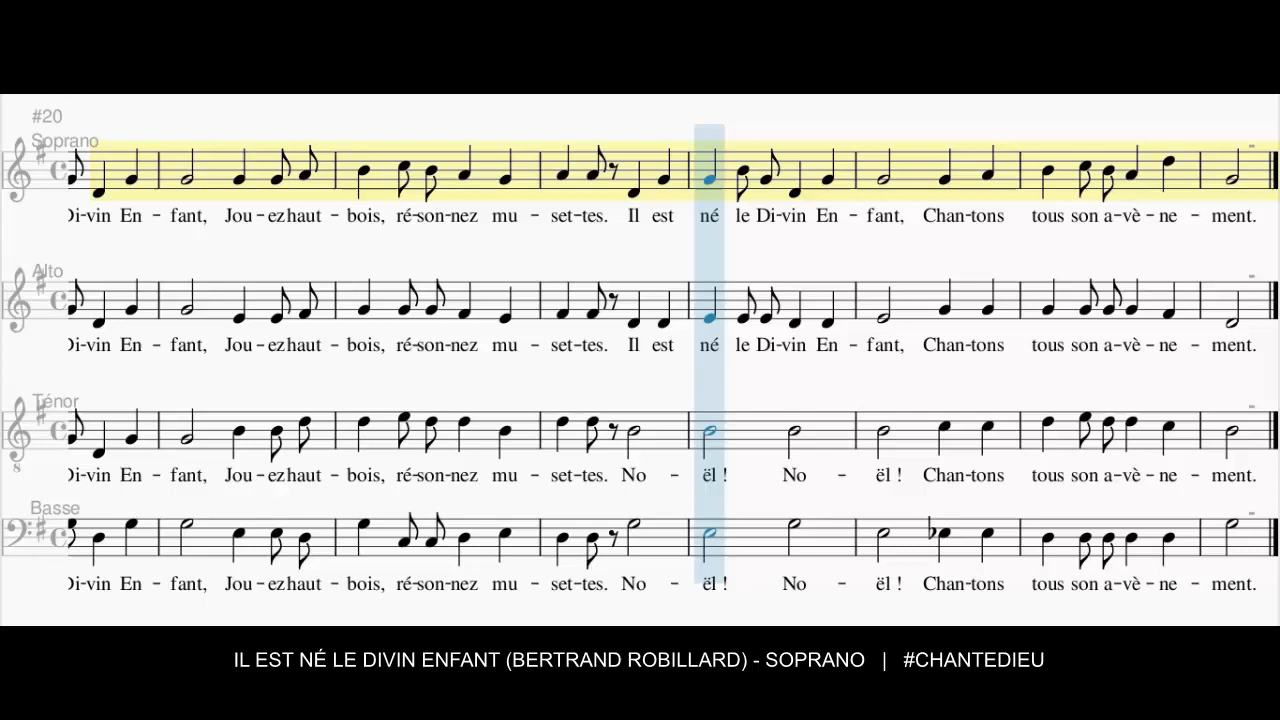 #20
Soprano
Di-vin En - fant, Jou-ez haut - bois, ré-son-nez mu - set-tes. Il est né le Di-vin En - fant, Chan-tons tous son a-vè-ne - ment.
Alto
Di-vin En - fant, Jou-ez haut - bois, ré-son-nez mu - set-tes. Il est né le Di-vin En - fant, Chan-tons tous son a-vè-ne - ment.
Ténor
8
Di-vin En - fant, Jou-ez haut - bois, ré-son-nez mu - set-tes. No - ël ! No - ël ! Chan-tons tous son a-vè-ne - ment.
Basse
Di-vin En - fant, Jou-ez haut - bois, ré-son-nez mu - set-tes. No - ël ! No - ël ! Chan-tons tous son a-vè-ne - ment.
IL EST NÉ LE DIVIN ENFANT (BERTRAND ROBILLARD) - SOPRANO | #CHANTEDIEU